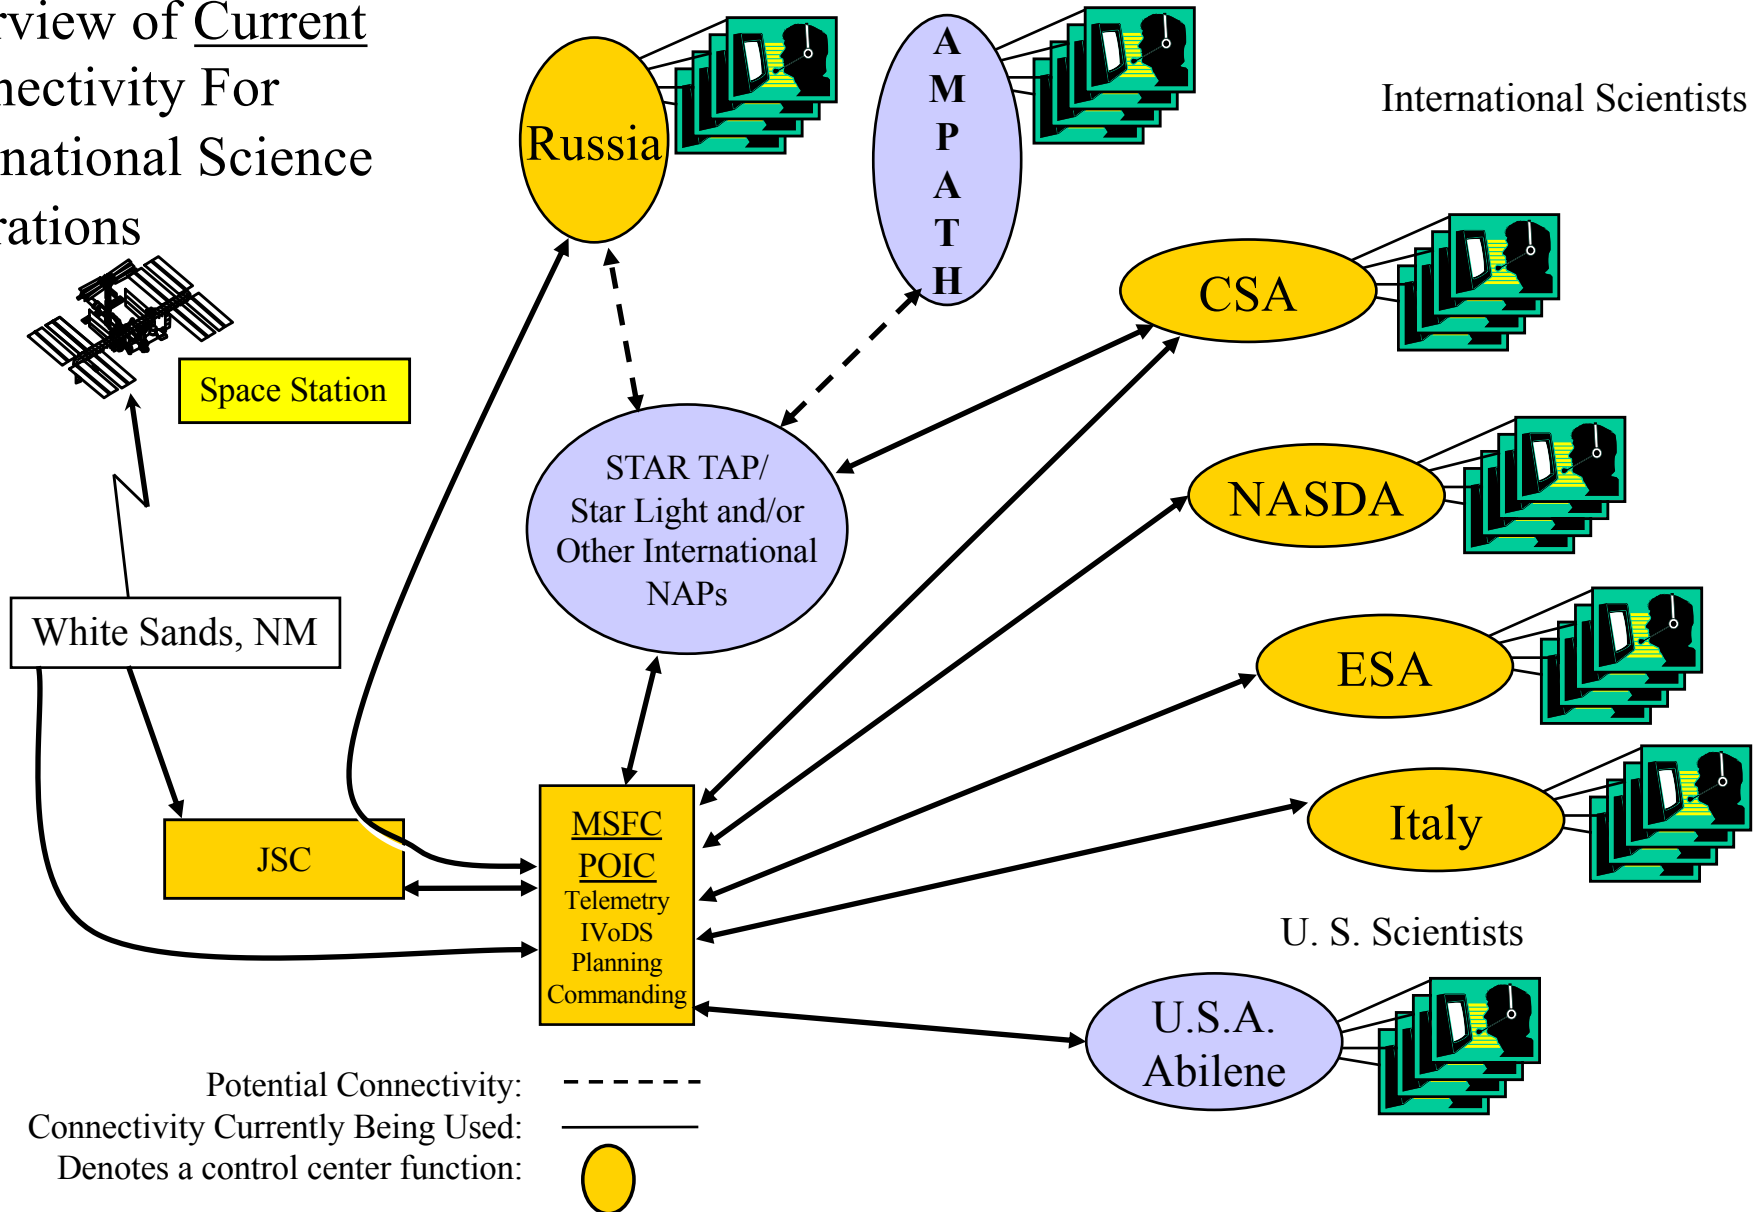 rview of Current
nectivity For
national Science
rations
Space Station
White Sands, NM
JSC
Russia
A
M
P
A
T
H
International Scientists
CSA
STAR TAP/
Star Light and/or
Other International
NAPs
NASDA
ESA
Italy
MSFC
POIC
Telemetry
IVoDS
Planning
Commanding
U. S. Scientists
U.S.A.
Abilene
Potential Connectivity:
Connectivity Currently Being Used:
Denotes a control center function: